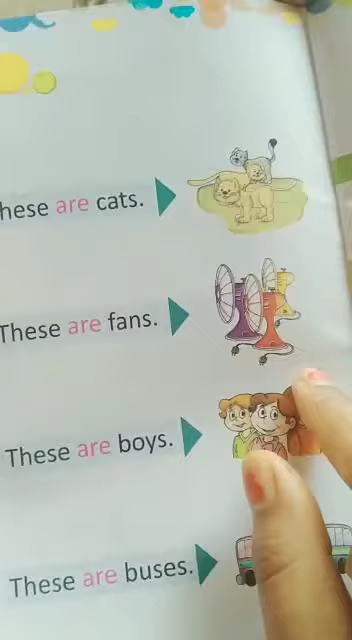 hese are cats.
These are fans.
These are boys.
These are buses.